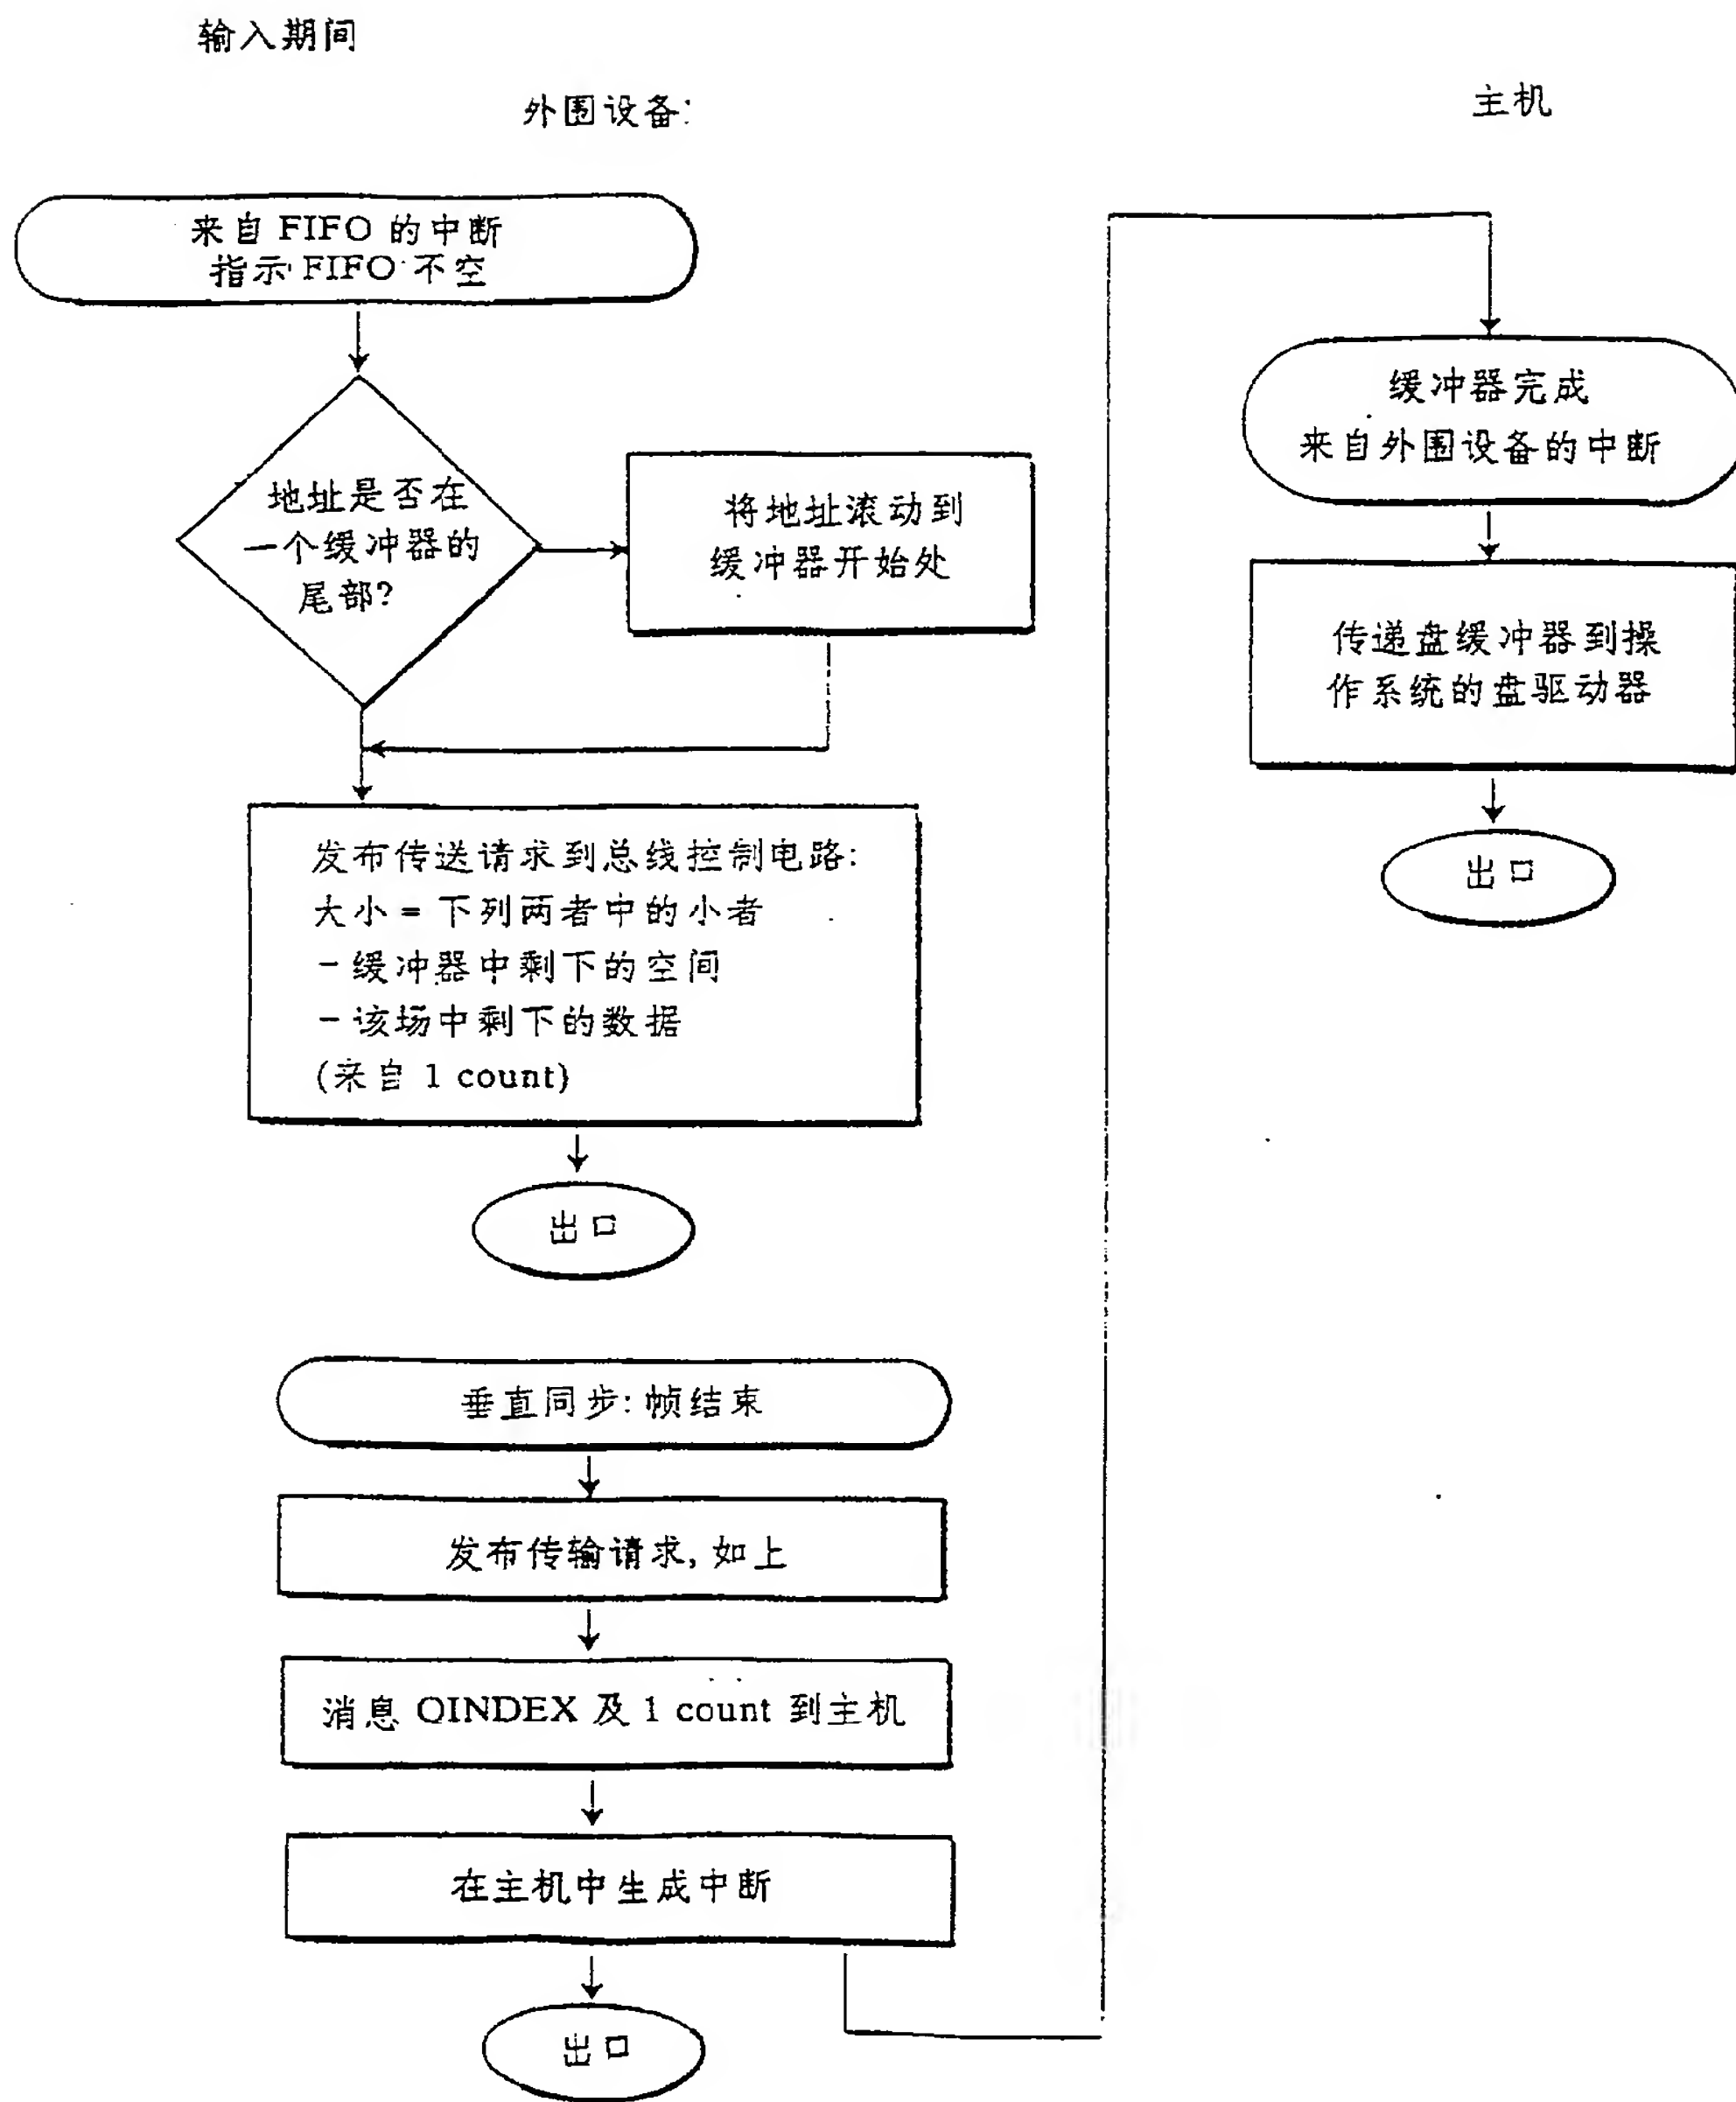 输入期间
外围设备:
主机
来自 FIFO 的中断
指示 FIFO 不空
地址是否在
一个缓冲器的
尾部?
将地址滚动到
缓冲器开始处
发布传送请求到总线控制电路:
大小 = 下列两者中的小者
-缓冲器中剩下的空间
-该场中剩下的数据
(来自 1 count)
出口
垂直同步: 帧结束
发布传输请求, 如上
消息 QINDEX 及 1 count 到主机
在主机中生成中断
出口
缓冲器完成
来自外围设备的中断
传递盘缓冲器到操
作系统的盘驱动器
出口